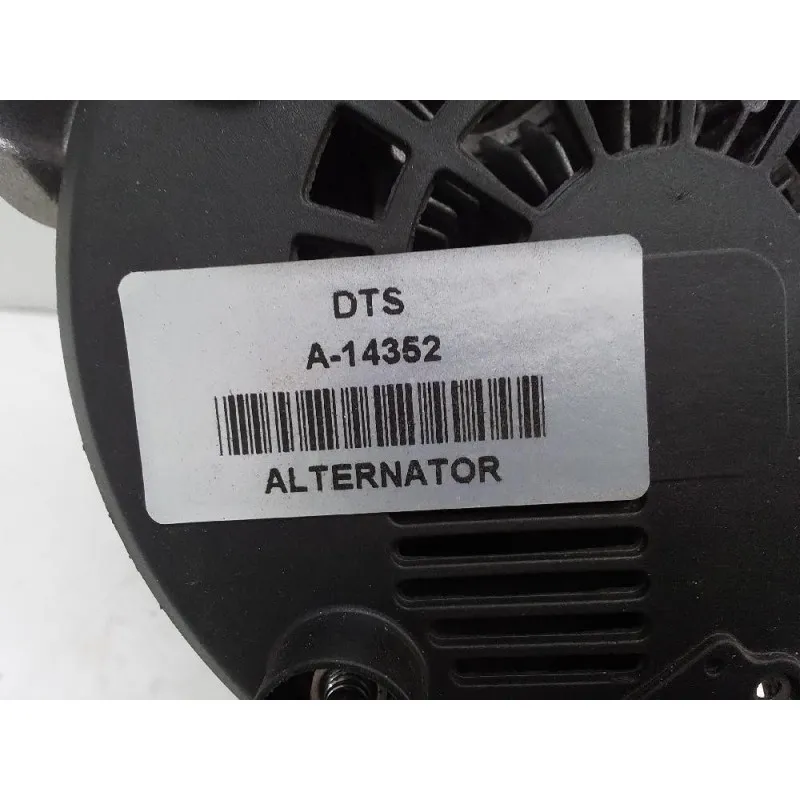 DTS
A-14352
ALTERNATOR